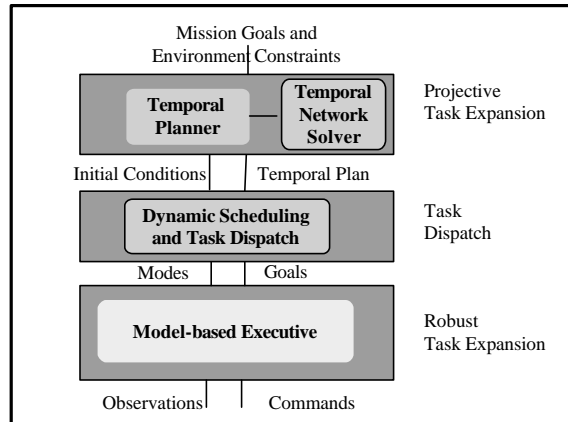 Mission Goals and
Environment Constraints
Temporal
Planner
Temporal
Network
Solver
Projective
Task Expansion
Initial Conditions
Temporal Plan
Dynamic Scheduling
and Task Dispatch
Task
Dispatch
Modes
Goals
Model-based Executive
Robust
Task Expansion
Observations
Commands